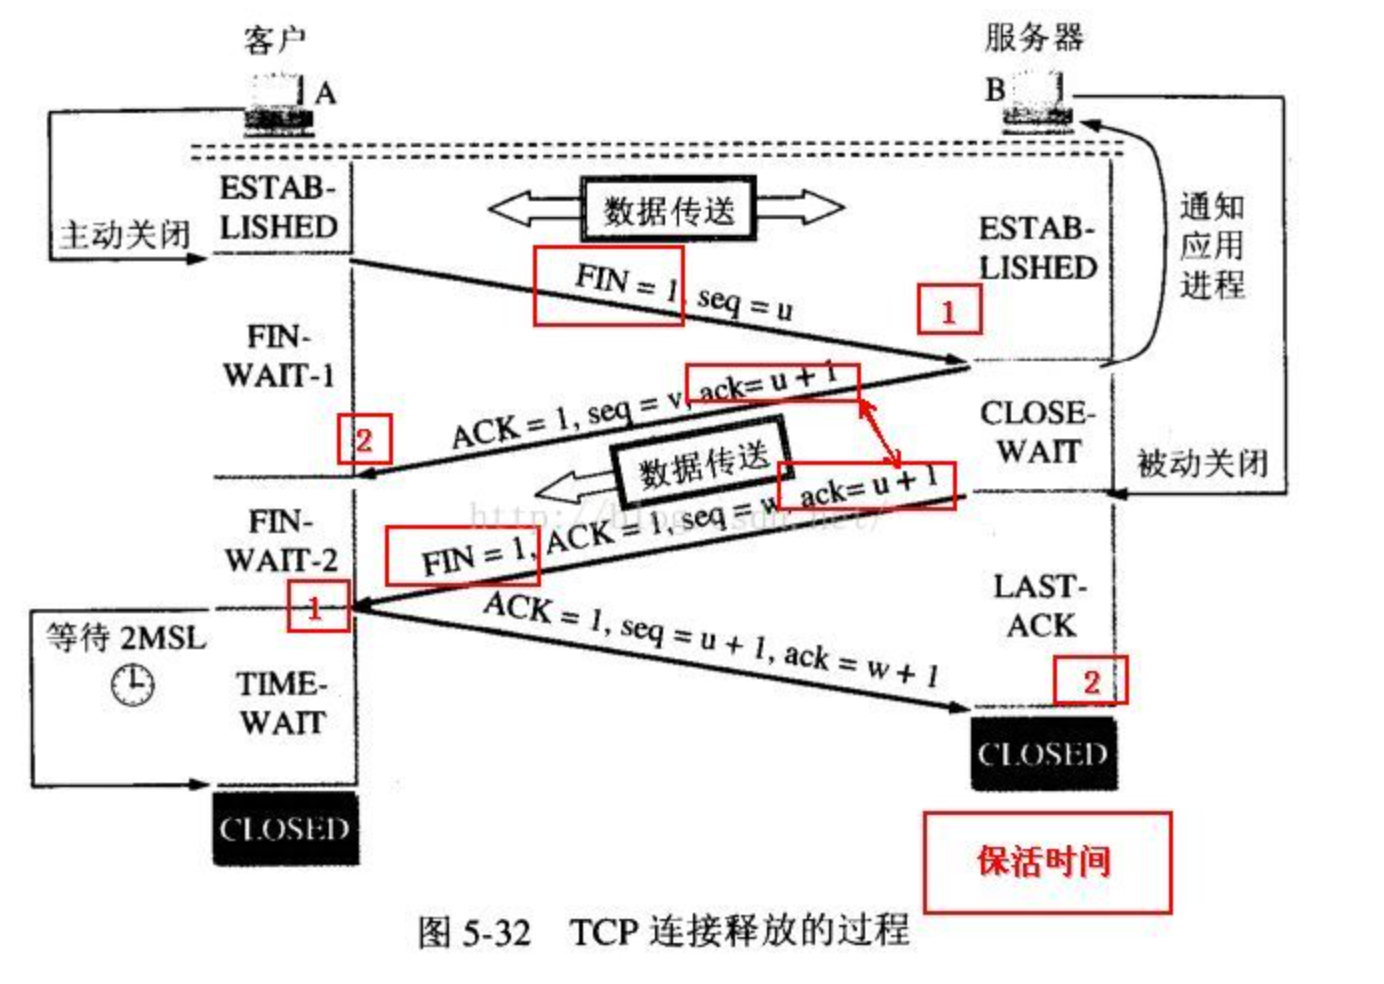 客户
服务器
A
B
ESTAB-
LISHED
数据传送
主动关闭
ESTAB-
LISHED
通知
应用
进程
FIN = 1, seq = u
1
FIN-
WAIT-1
ACK = 1, seq = v, ack= u + 1
2
CLOSE-
WAIT
数据传送
被动关闭
FIN = 1, ACK = 1, seq = w, ack= u + 1
FIN-
WAIT-2
1
ACK = 1, seq = u + 1, ack = w + 1
LAST-
ACK
等待 2MSL
TIME-
WAIT
2
CLOSED
CLOSED
保活时间
图 5-32 TCP 连接释放的过程